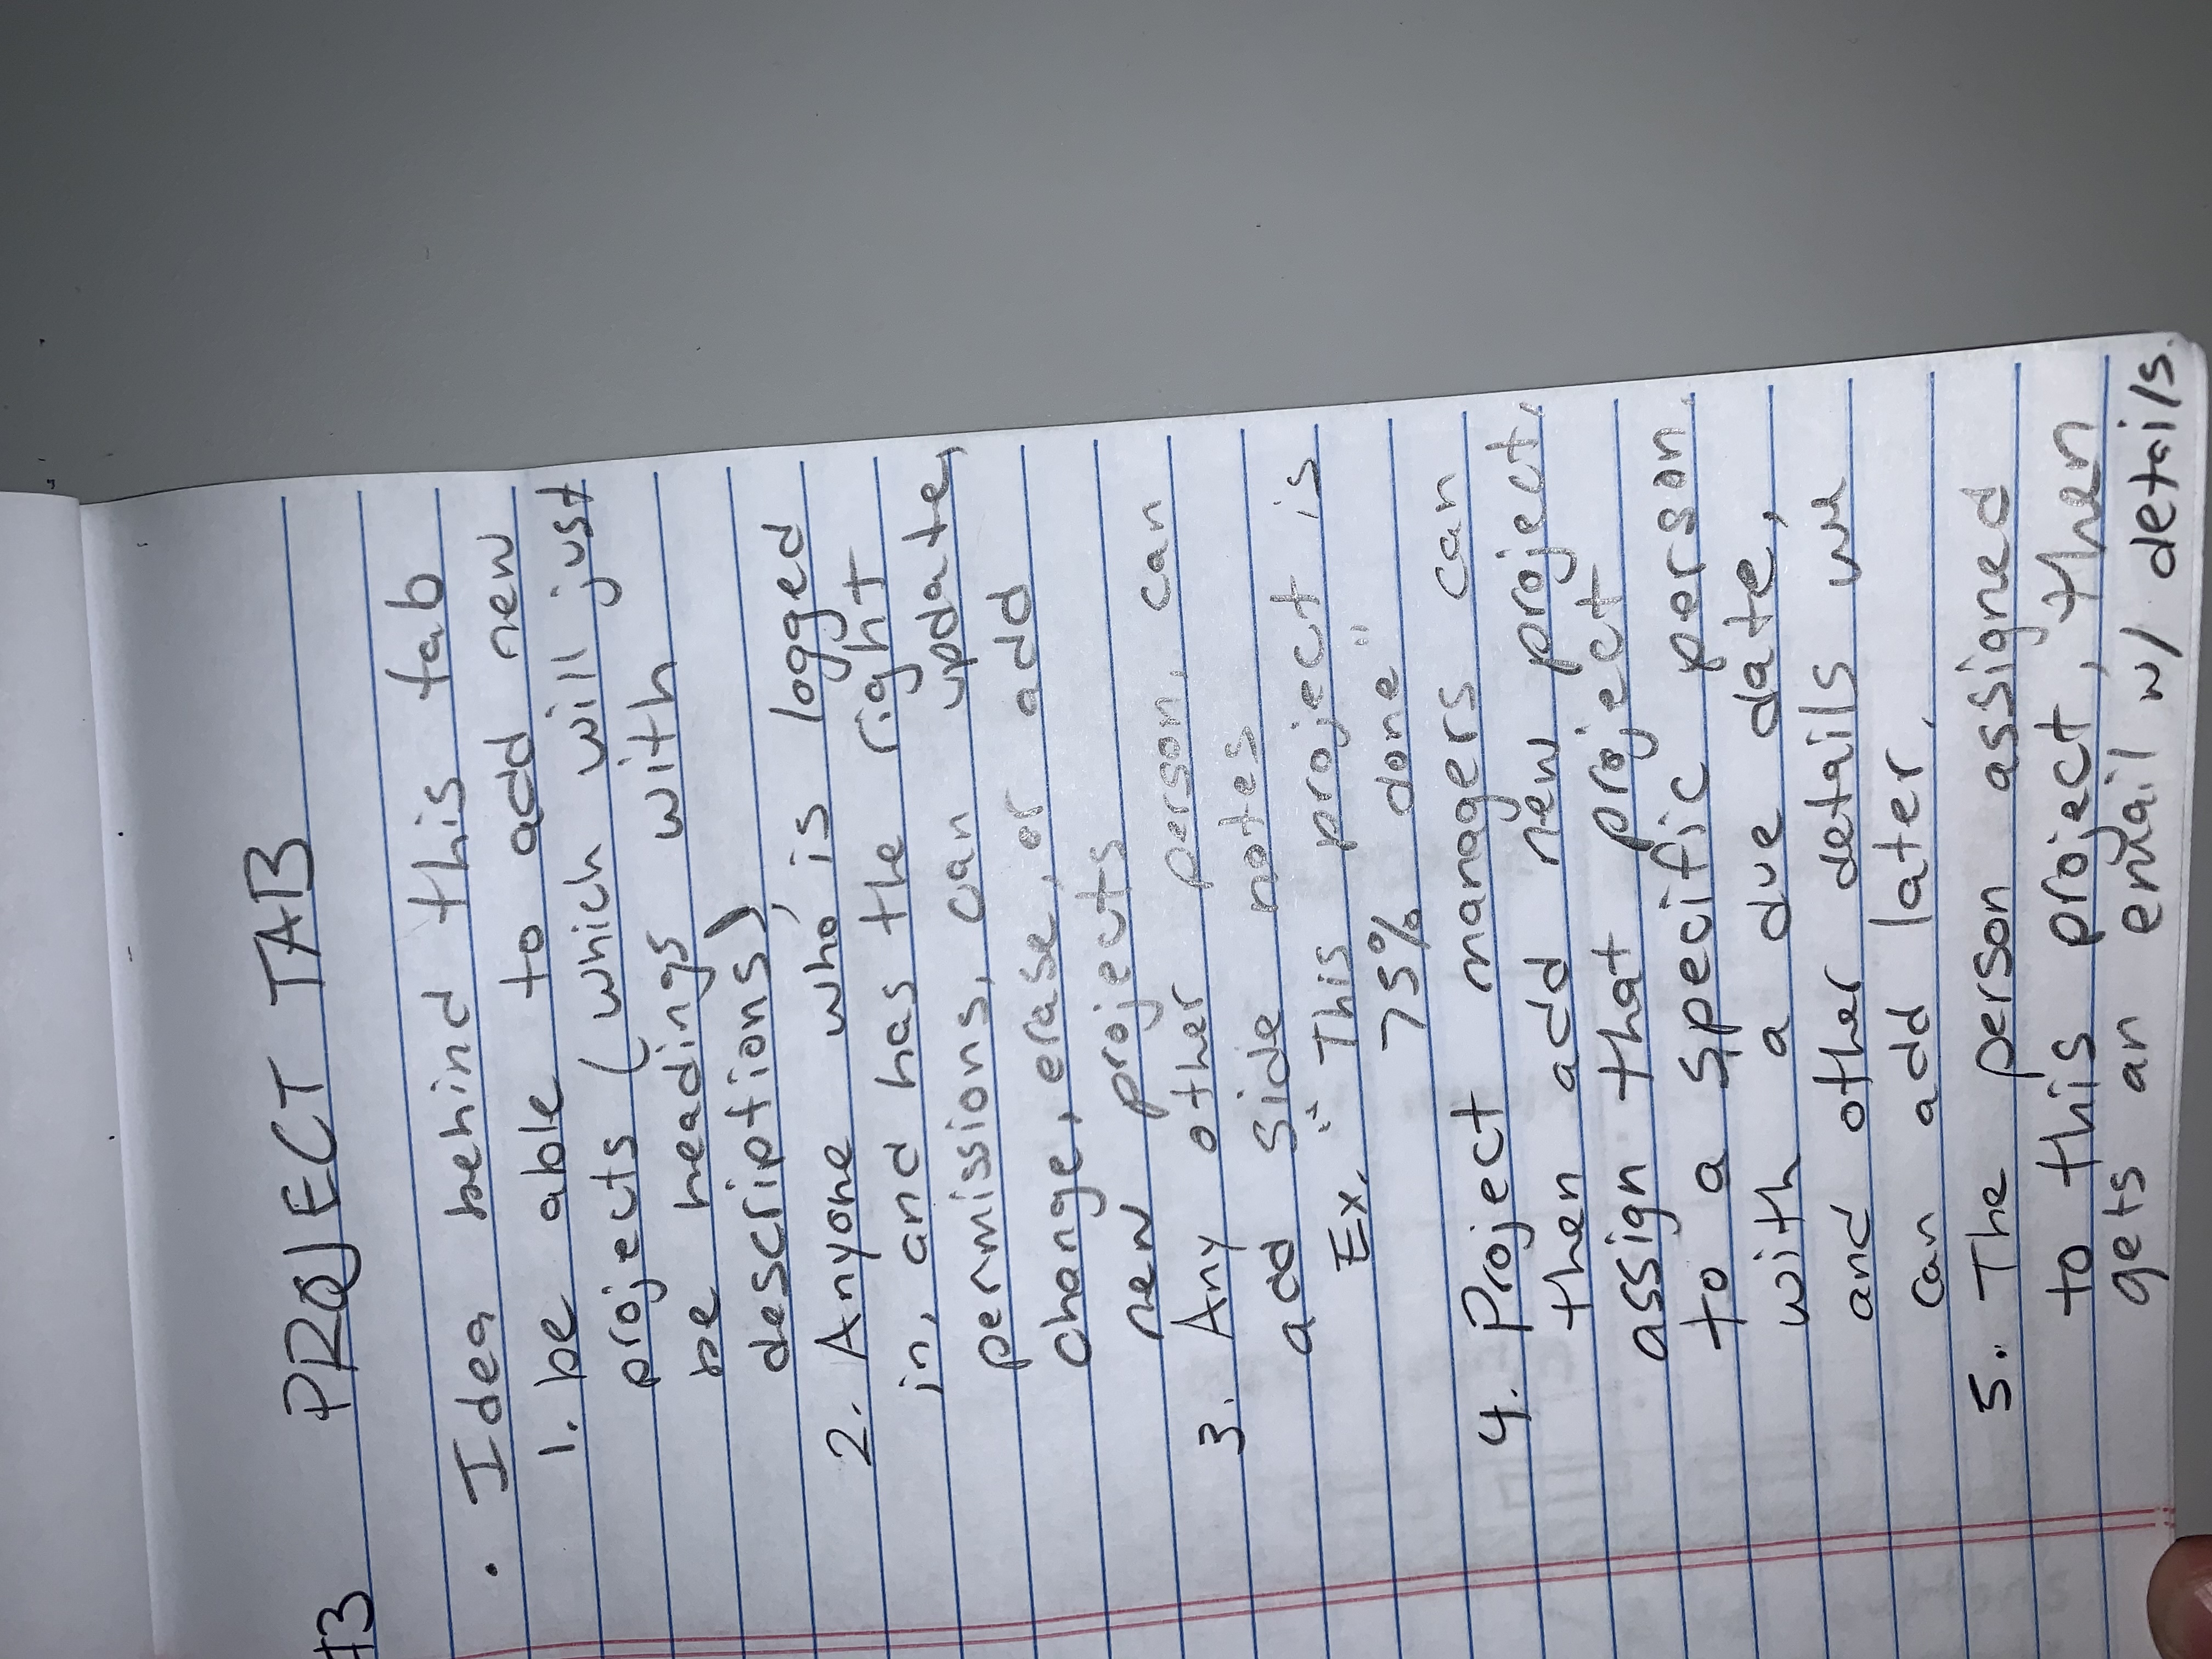 #3 PROJECT TAB
• Idea behind this tab
1. be able to add new
projects (which will just
be headings with
descriptions)
2. Anyone who is logged
in, and has the right
permissions, can update,
change, erase, or add
new projects
3. Any other person, can
add side notes
Ex. "This project is
75% done"
4. Project managers can
then add new project,
assign that project
to a specific person,
with a due date,
and other details we
can add later.
5. The person assigned
to this project, then
gets an email w/ details.